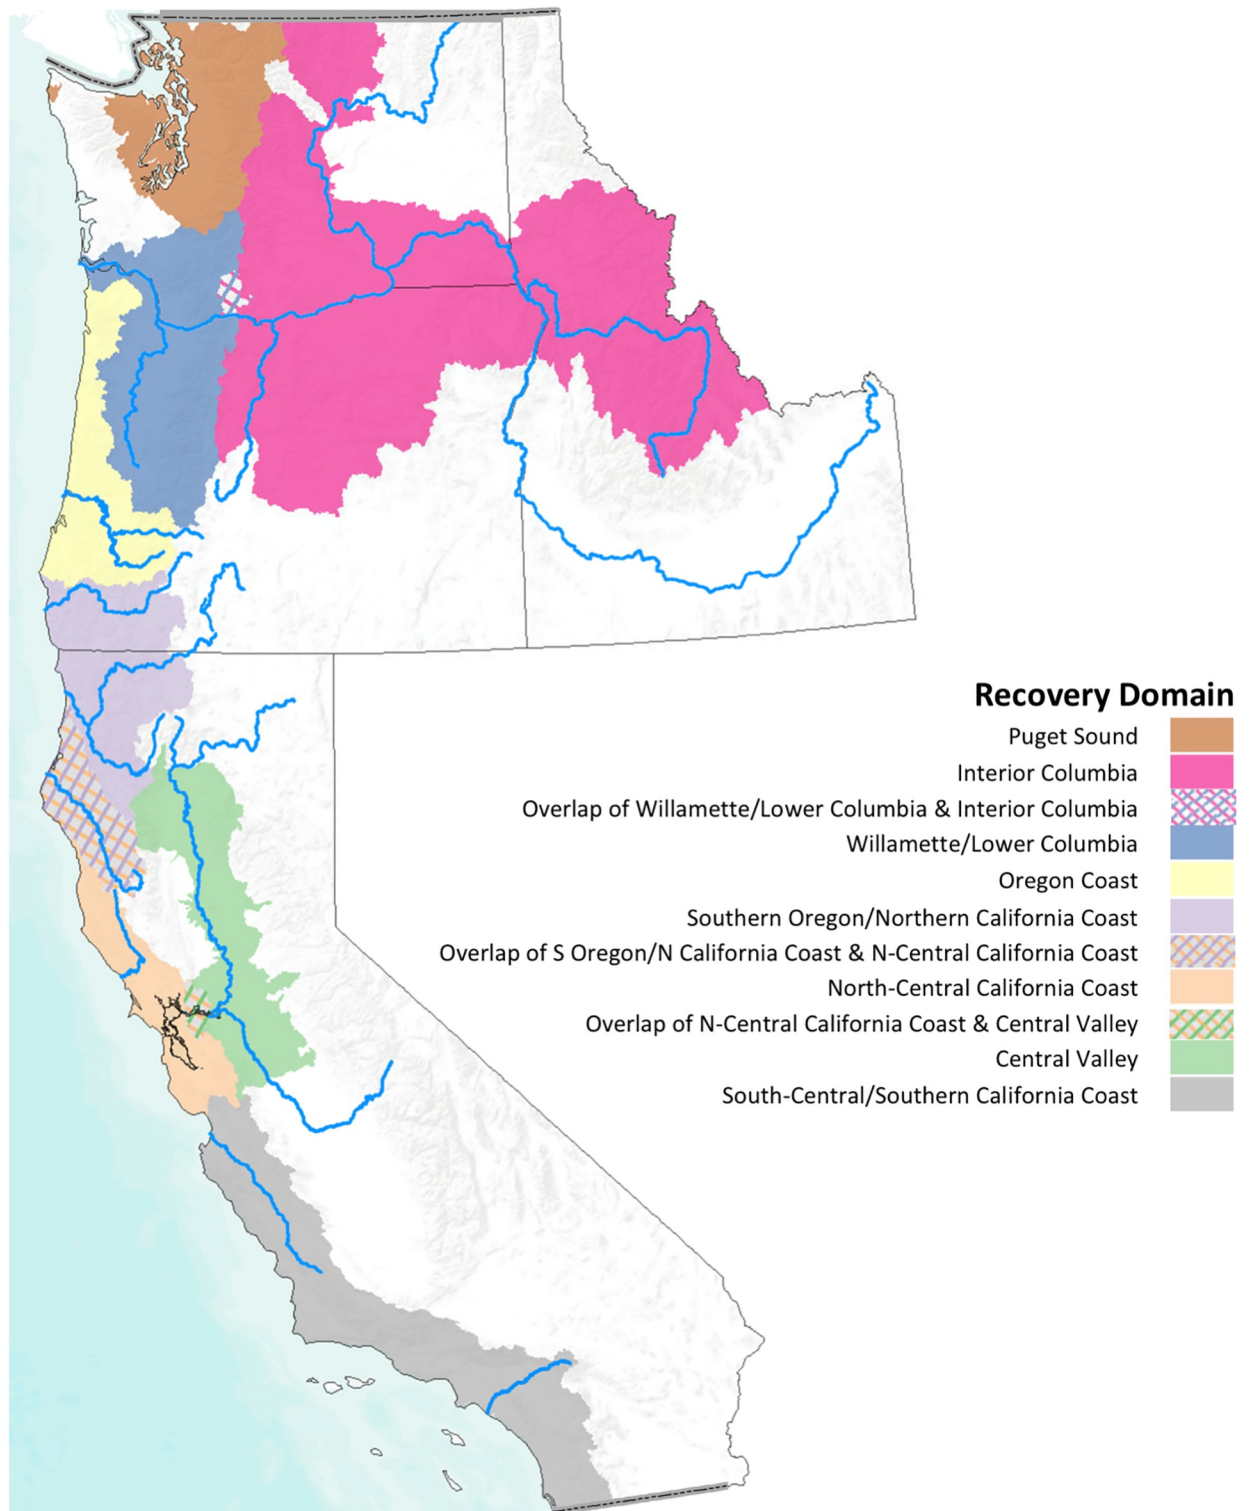 Recovery Domain
Puget Sound
Interior Columbia
Overlap of Willamette/Lower Columbia & Interior Columbia
Willamette/Lower Columbia
Oregon Coast
Southern Oregon/Northern California Coast
Overlap of S Oregon/N California Coast & N-Central California Coast
North-Central California Coast
Overlap of N-Central California Coast & Central Valley
Central Valley
South-Central/Southern California Coast